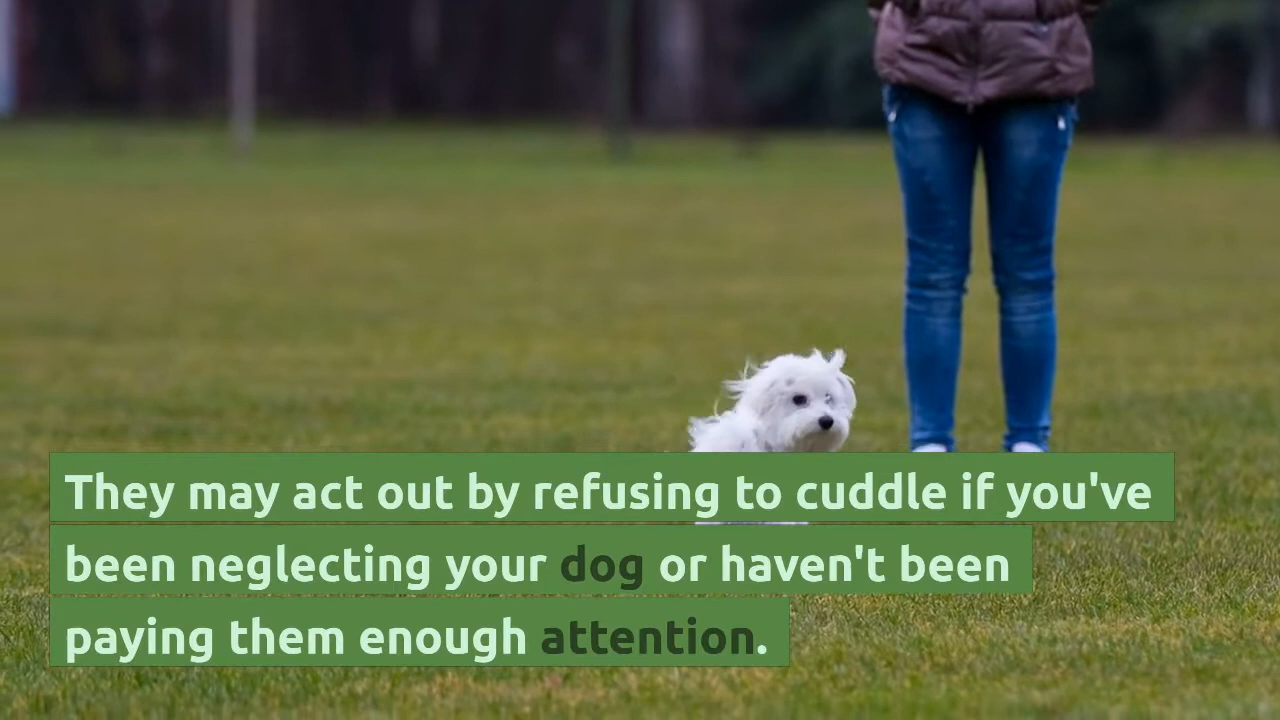 They may act out by refusing to cuddle if you've
been neglecting your dog or haven't been
paying them enough attention.